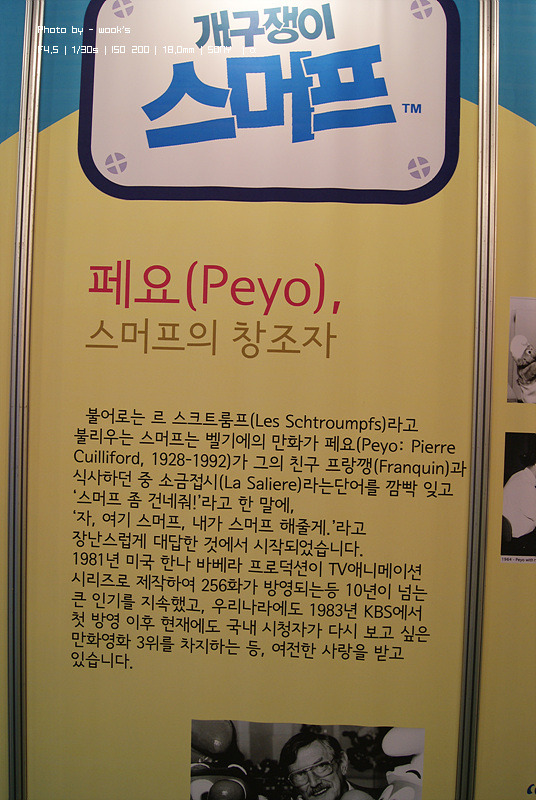 Photo by - wook's
F4,5 | 1/30s | ISO 200 | 18,0mm | SONY
개구쟁이
스머프 TM
페요(Peyo),
스머프의 창조자
불어로는 르 스크트룸프(Les Schtroumpfs)라고
불리우는 스머프는 벨기에의 만화가 페요(Peyo: Pierre
Cuilliford, 1928-1992)가 그의 친구 프랑깽(Franquin)과
식사하던 중 소금접시(La Saliere)라는단어를 깜빡 잊고
'스머프 좀 건네줘!'라고 한 말에,
'자, 여기 스머프, 내가 스머프 해줄게.'라고
장난스럽게 대답한 것에서 시작되었습니다.
1981년 미국 한나 바베라 프로덕션이 TV애니메이션
시리즈로 제작하여 256화가 방영되는등 10년이 넘는
큰 인기를 지속했고, 우리나라에도 1983년 KBS에서
첫 방영 이후 현재에도 국내 시청자가 다시 보고 싶은
만화영화 3위를 차지하는 등, 여전한 사랑을 받고
있습니다.